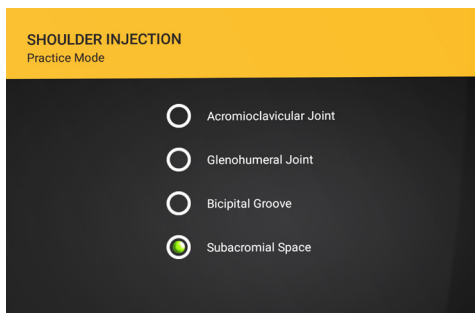 SHOULDER INJECTION
Practice Mode
Acromioclavicular Joint
Glenohumeral Joint
Bicipital Groove
Subacromial Space